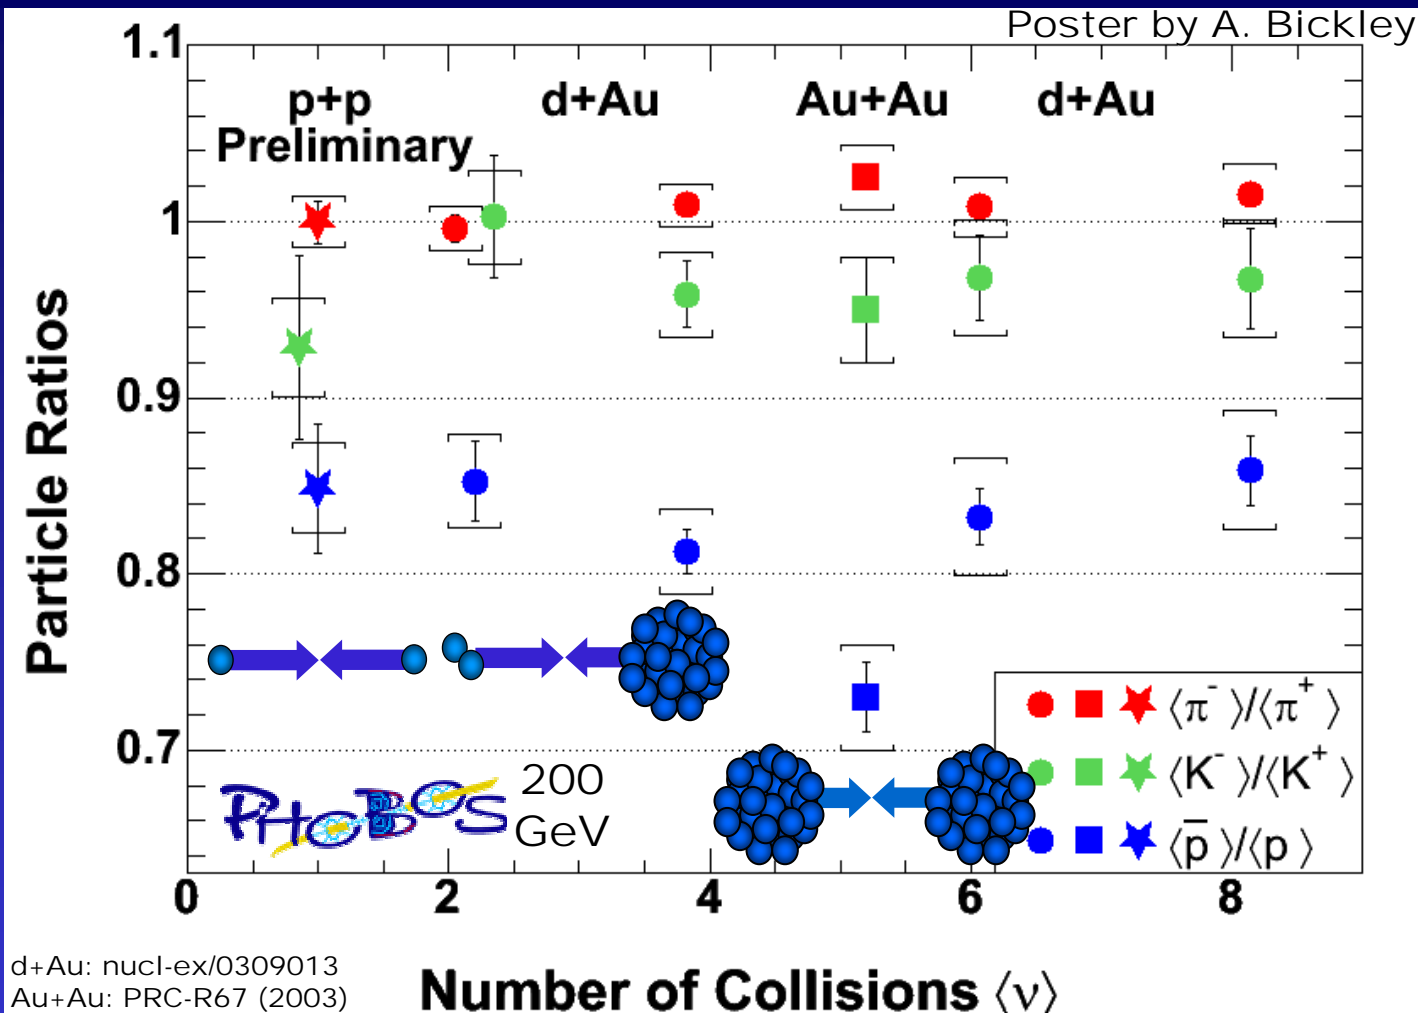 Poster by A. Bickley
1.1
1
0.9
0.8
0.7
Particle Ratios
p+p
Preliminary
d+Au
Au+Au
d+Au
PHOBOS
200
GeV
⟨π⁻⟩/⟨π⁺⟩
⟨K⁻⟩/⟨K⁺⟩
⟨p̅⟩/⟨p⟩
0 2 4 6 8
Number of Collisions ⟨ν⟩
d+Au: nucl-ex/0309013
Au+Au: PRC-R67 (2003)